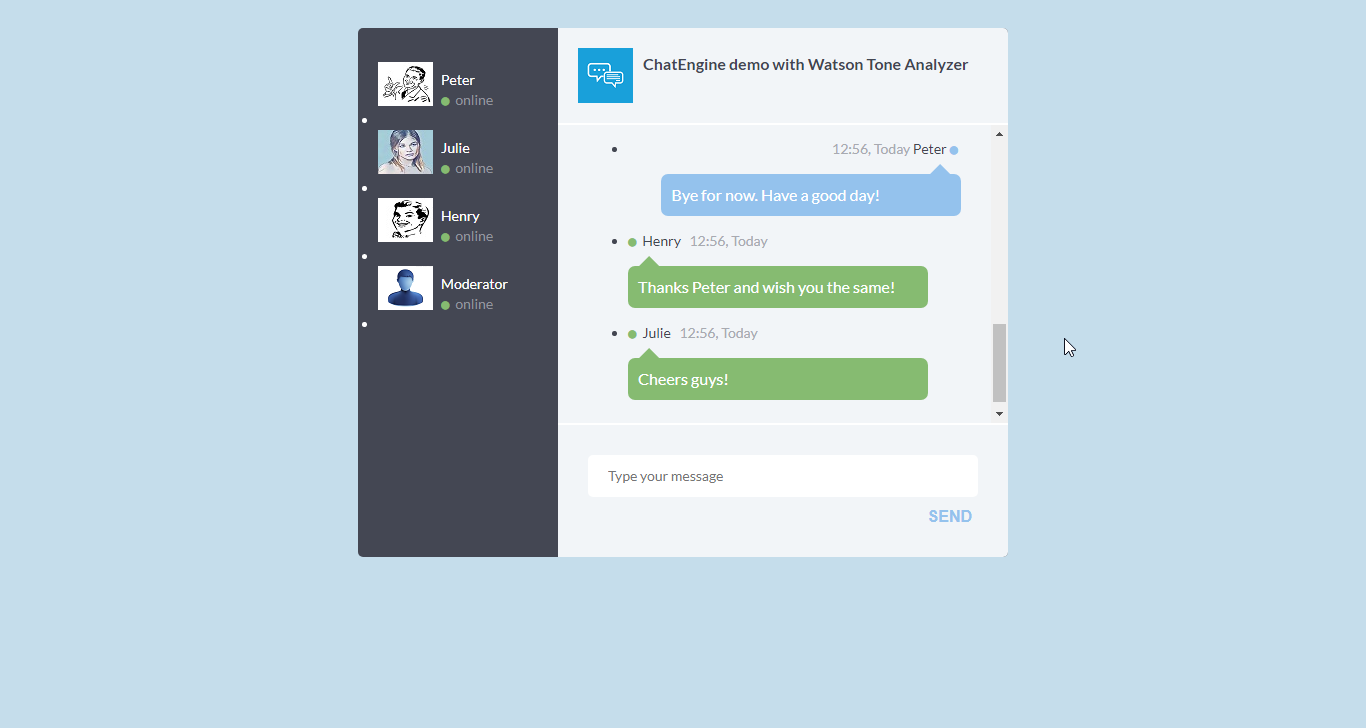 Peter
online
Julie
online
Henry
online
Moderator
online
ChatEngine demo with Watson Tone Analyzer
12:56, Today Peter
Bye for now. Have a good day!
Henry 12:56, Today
Thanks Peter and wish you the same!
Julie 12:56, Today
Cheers guys!
Type your message
SEND